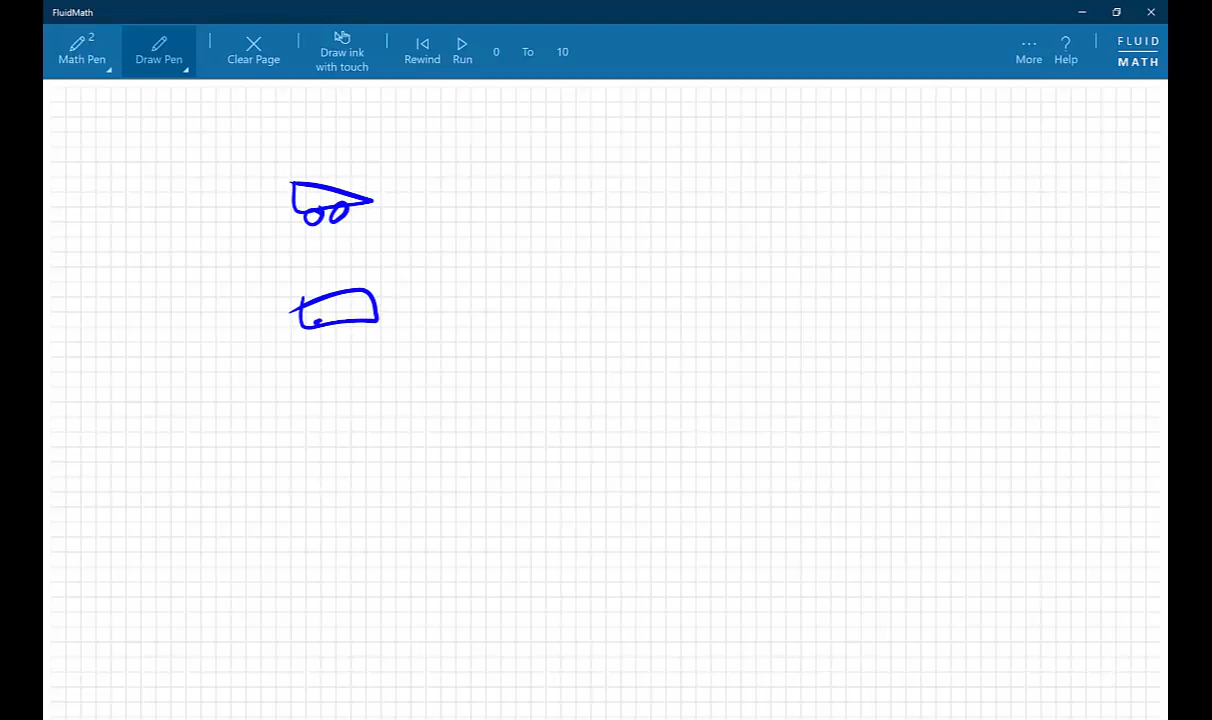 FluidMath
2
Math Pen
Draw Pen
Clear Page
Draw ink
with touch
Rewind
Run
0
To
10
More
Help
FLUID
MATH